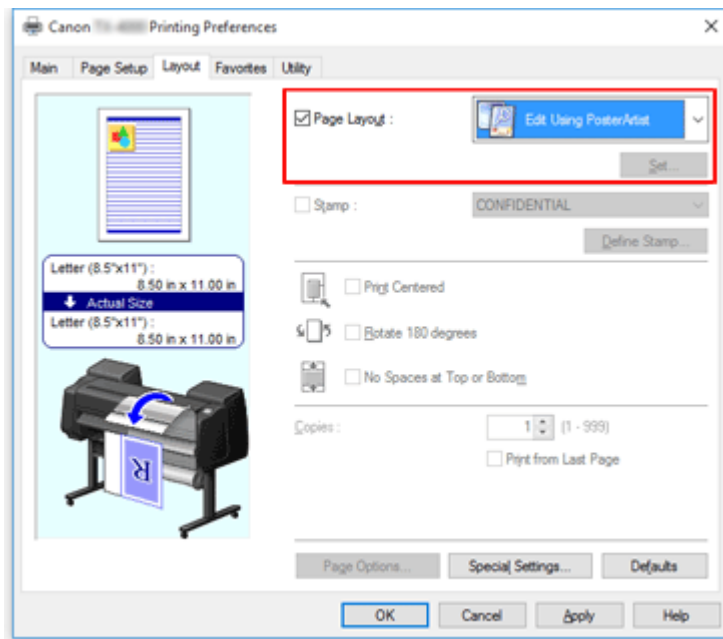 Canon Printing Preferences
Main Page Setup Layout Favorites Utility
Page Layout :
Edit Using PosterArtist
Set...
Stamp :
CONFIDENTIAL
Define Stamp...
Letter (8.5"x11") :
8.50 in x 11.00 in
Actual Size
Letter (8.5"x11") :
8.50 in x 11.00 in
Print Centered
Rotate 180 degrees
No Spaces at Top or Bottom
Copies :
1 (1 - 999)
Print from Last Page
R
Page Options... Special Settings... Defaults
OK Cancel Apply Help